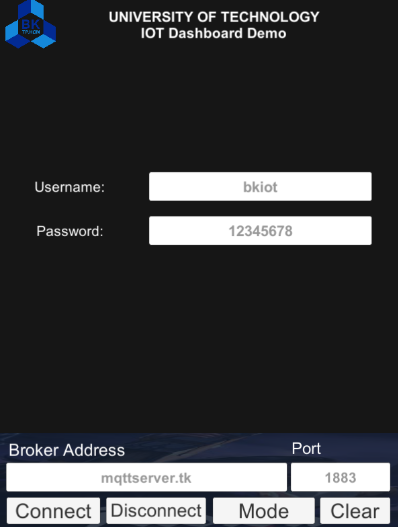 UNIVERSITY OF TECHNOLOGY
IOT Dashboard Demo
BK
TP.HCM
Username: bkiot
Password: 12345678
Broker Address Port
mqttserver.tk 1883
Connect Disconnect Mode Clear